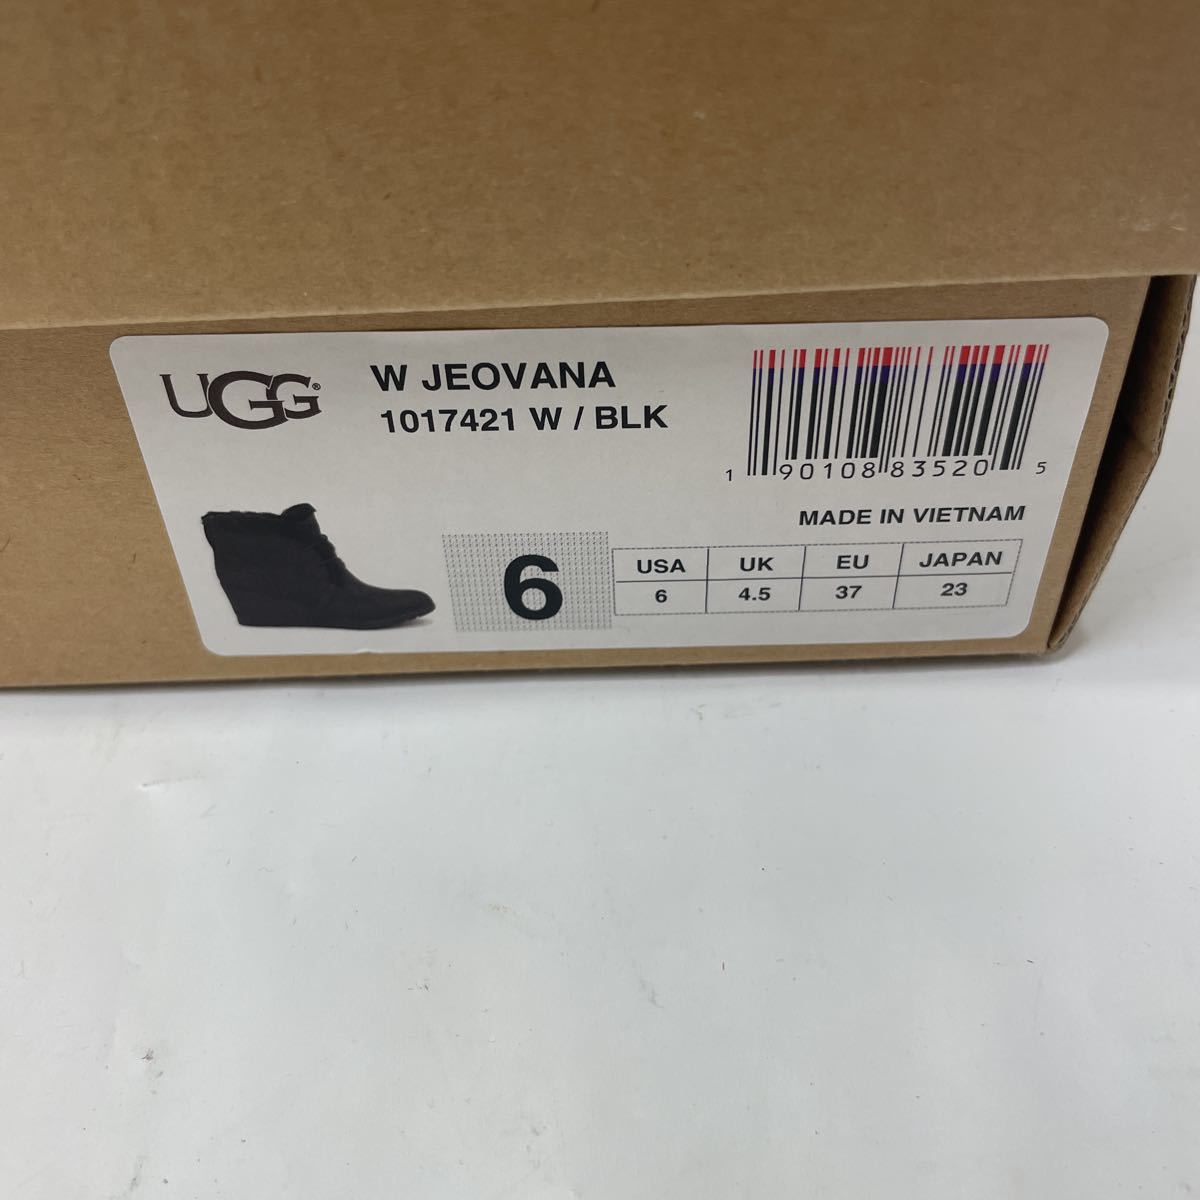 UGG®
W JEOVANA
1017421 W / BLK
1 90108 83520 5
MADE IN VIETNAM
6
USA UK EU JAPAN
6 4.5 37 23